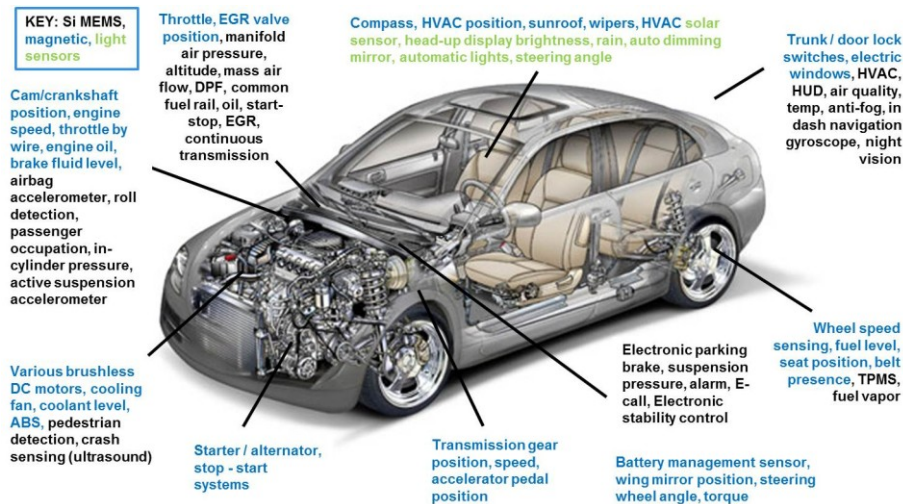 KEY: Si MEMS,
magnetic, light
sensors
Throttle, EGR valve
position, manifold
air pressure,
altitude, mass air
flow, DPF, common
fuel rail, oil, start-
stop, EGR,
continuous
transmission
Compass, HVAC position, sunroof, wipers, HVAC solar
sensor, head-up display brightness, rain, auto dimming
mirror, automatic lights, steering angle
Trunk / door lock
switches, electric
windows, HVAC,
HUD, air quality,
temp, anti-fog, in
dash navigation
gyroscope, night
vision
Cam/crankshaft
position, engine
speed, throttle by
wire, engine oil,
brake fluid level,
airbag
accelerometer, roll
detection,
passenger
occupation, in-
cylinder pressure,
active suspension
accelerometer
Various brushless
DC motors, cooling
fan, coolant level,
ABS, pedestrian
detection, crash
sensing (ultrasound)
Starter / alternator,
stop - start
systems
Transmission gear
position, speed,
accelerator pedal
position
Electronic parking
brake, suspension
pressure, alarm, E-
call, Electronic
stability control
Wheel speed
sensing, fuel level,
seat position, belt
presence, TPMS,
fuel vapor
Battery management sensor,
wing mirror position, steering
wheel angle, torque